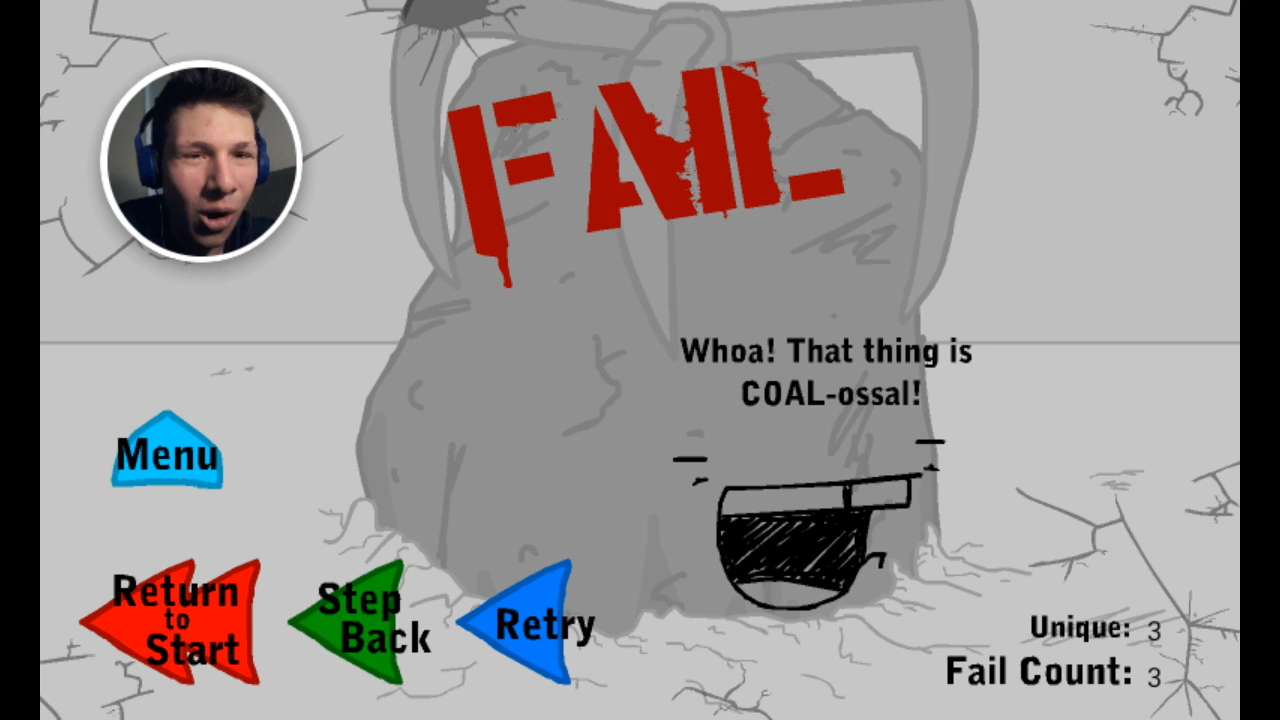 FAIL
Whoa! That thing is
COAL-ossal!
Menu
Return
to
Start
Step
Back
Retry
Unique: 3
Fail Count: 3